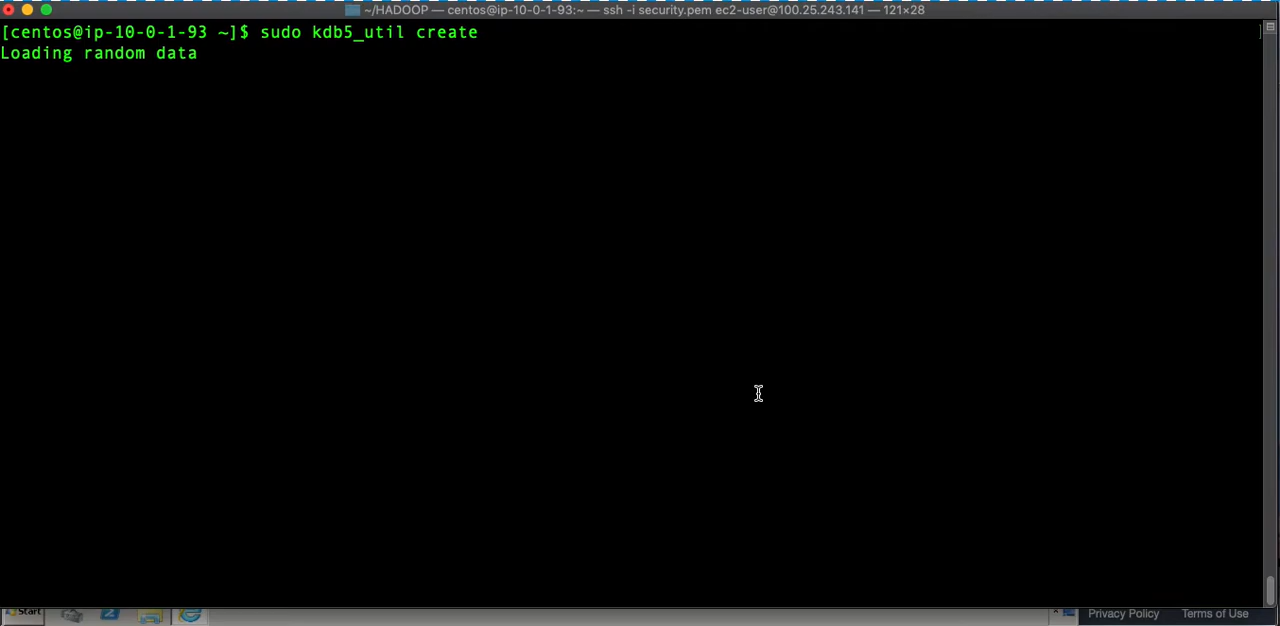 ~/HADOOP — centos@ip-10-0-1-93:~ — ssh -i security.pem ec2-user@100.25.243.141 — 121×28
[centos@ip-10-0-1-93 ~]$ sudo kdb5_util create
Loading random data
Start
Privacy Policy Terms of Use